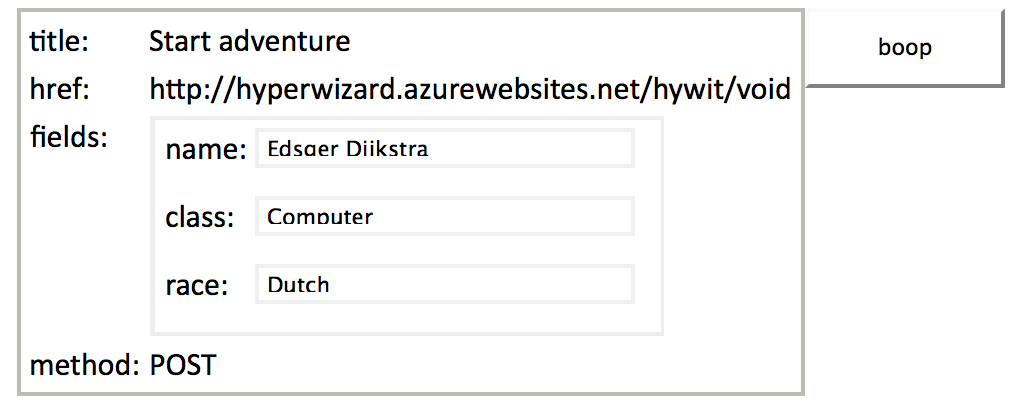 title: Start adventure
boop
href: http://hyperwizard.azurewebsites.net/hywit/void
fields:
name: Edsger Dijkstra
class: Computer
race: Dutch
method: POST